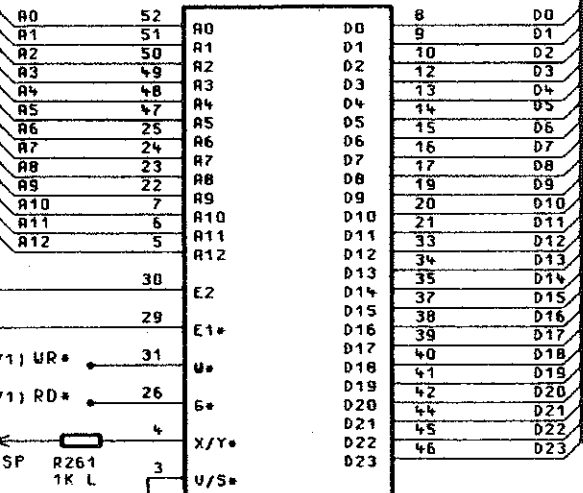 A0 52 A0 D0 8 D0
A1 51 A1 D1 9 D1
A2 50 A2 D2 10 D2
A3 49 A3 D3 12 D3
A4 48 A4 D4 13 D4
A5 47 A5 D5 14 D5
A6 25 A6 D6 15 D6
A7 24 A7 D7 16 D7
A8 23 A8 D8 17 D8
A9 22 A9 D9 19 D9
A10 7 A10 D10 20 D10
A11 6 A11 D11 21 D11
A12 5 A12 D12 33 D12
D13 34 D13
30 E2 D14 35 D14
D15 37 D15
29 E1* D16 38 D16
D17 39 D17
/1) WR* 31 W* D18 40 D18
D19 41 D19
/1) RD* 26 G* D20 42 D20
D21 44 D21
4 X/Y* D22 45 D22
D23 46 D23
SP R261 3 V/S*
1K L